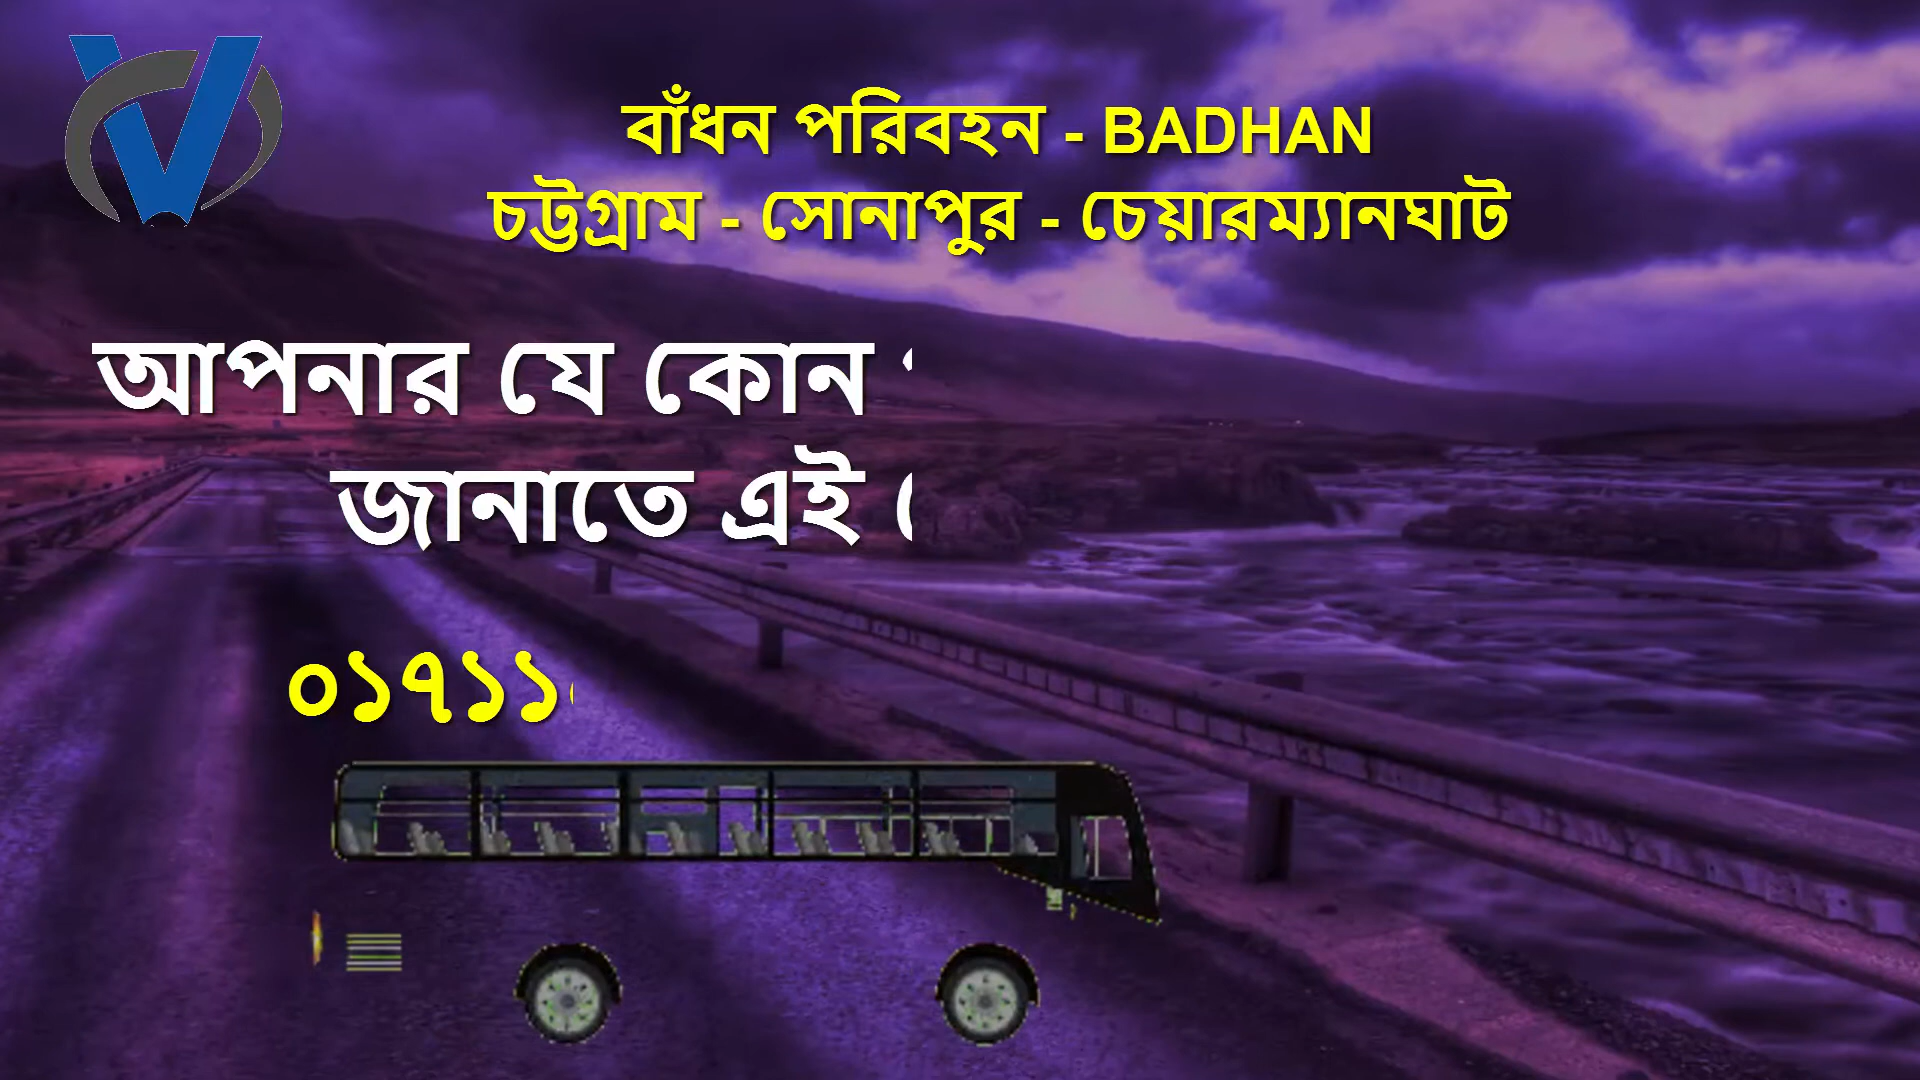 বাঁধন পরিবহন - BADHAN
চট্টগ্রাম - সোনাপুর - চেয়ারম্যানঘাট
আপনার যে কোন
জানাতে এই
০১৭১১